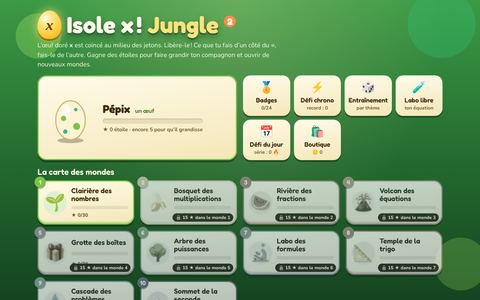 x Isole x! Jungle 2
L'œuf doré x est coincé au milieu des jetons. Libère-le ! Ce que tu fais d'un côté du =,
fais-le de l'autre. Gagne des étoiles pour faire grandir ton compagnon et ouvrir de
nouveaux mondes.
Pépix un œuf
★ 0 étoile · encore 5 pour qu'il grandisse
Badges
0/24
Défi chrono
record : 0
Entraînement
par thème
Labo libre
ton équation
Défi du jour
série : 0
Boutique
0
La carte des mondes
1
Clairière des
nombres
★ 0/30
2
Bosquet des
multiplications
15 ★ dans le monde 1
3
Rivière des
fractions
15 ★ dans le monde 2
4
Volcan des
équations
15 ★ dans le monde 3
5
Grotte des boîtes
15 ★ dans le monde 4
6
Arbre des
puissances
15 ★ dans le monde 5
7
Labo des
formules
15 ★ dans le monde 6
8
Temple de la
trigo
15 ★ dans le monde 7
9
Cascade des
problèmes
10
Sommet de la
seconde